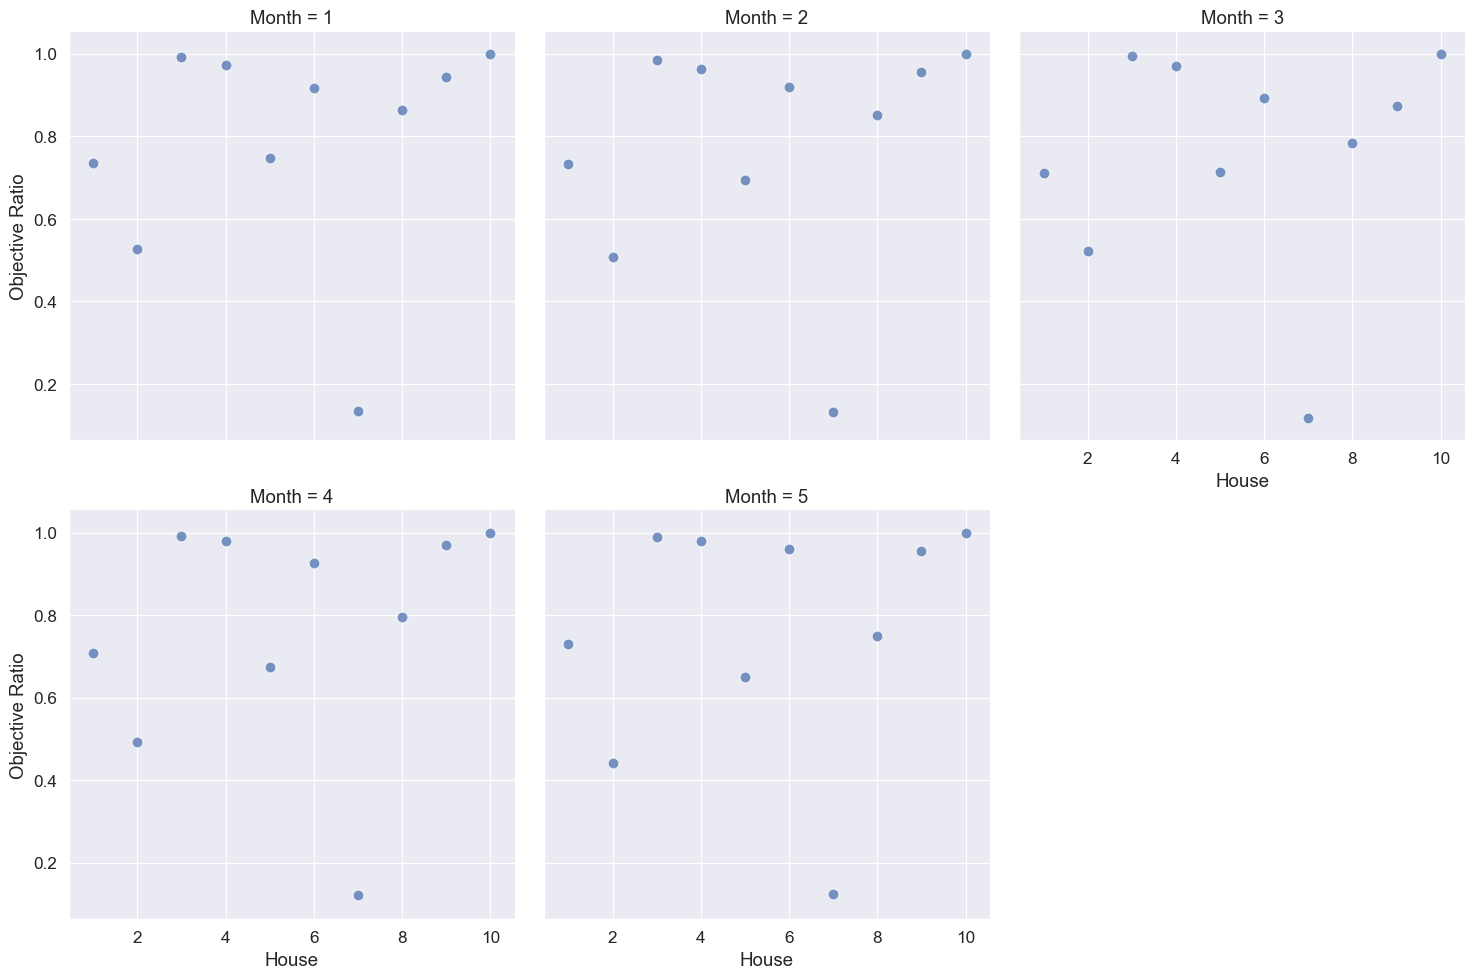 Month = 1
Month = 2
Month = 3
1.0
0.8
0.6
0.4
0.2
Objective Ratio
2 4 6 8 10
House
Month = 4
Month = 5
1.0
0.8
0.6
0.4
0.2
Objective Ratio
2 4 6 8 10
House
2 4 6 8 10
House